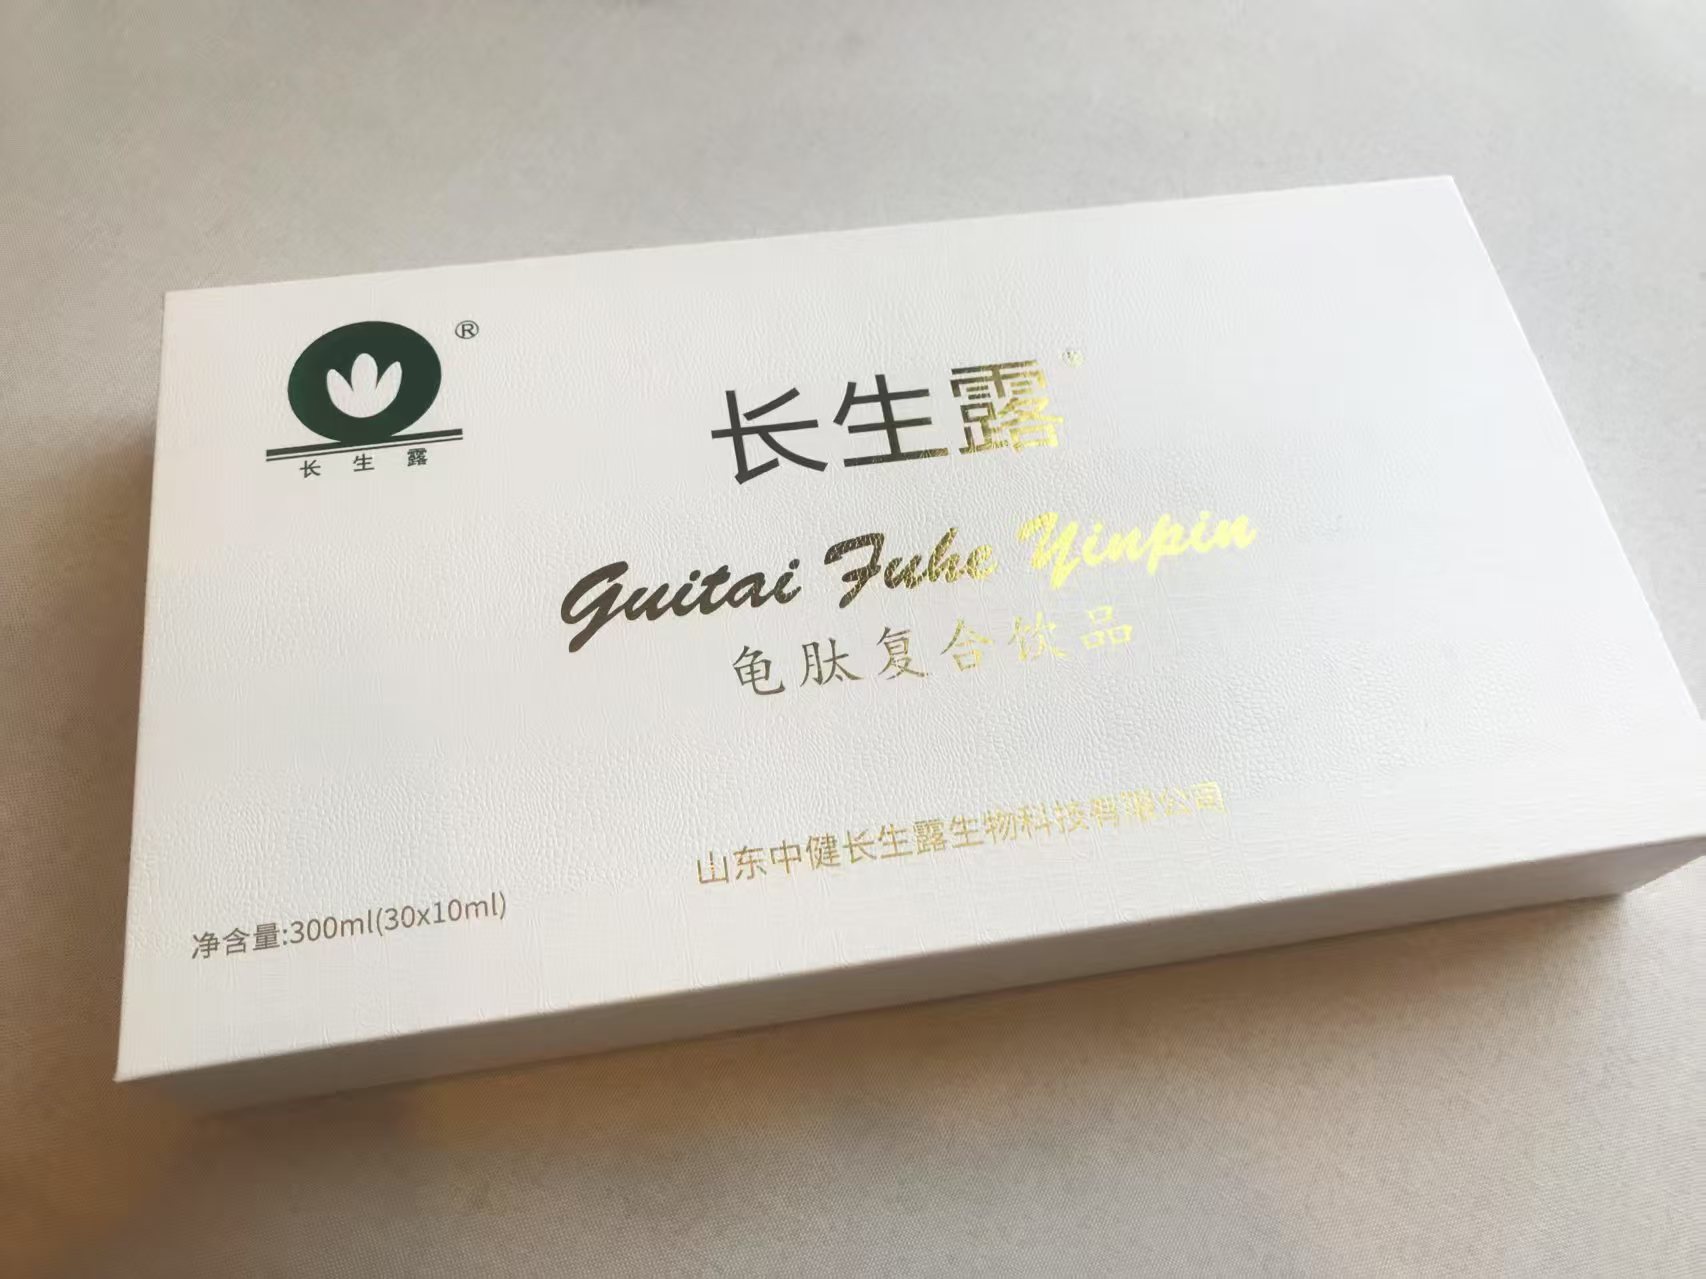 ®
长生露
长生露®
Guitai Fuhe Yinpin
龟肽复合饮品
山东中健长生露生物科技有限公司
净含量:300ml(30x10ml)